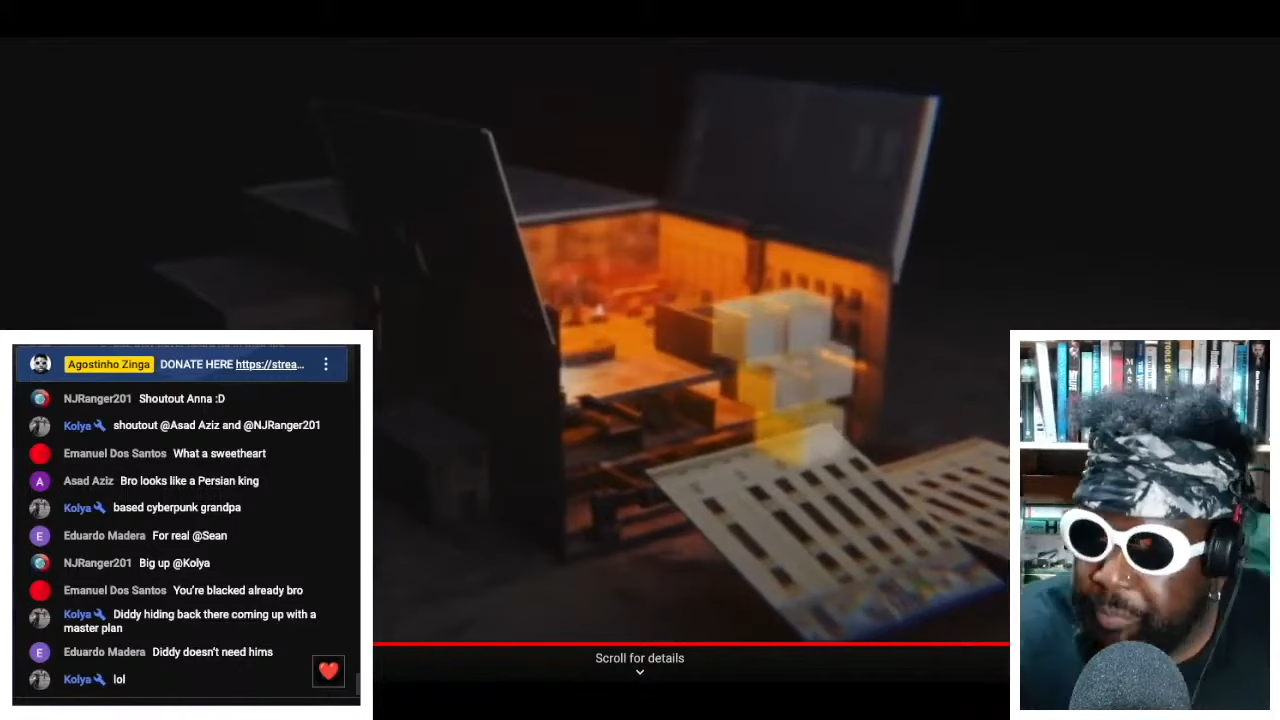 Agostinho Zinga DONATE HERE https://strea...
NJRanger201 Shoutout Anna :D
Kolya shoutout @Asad Aziz and @NJRanger201
Emanuel Dos Santos What a sweetheart
A Asad Aziz Bro looks like a Persian king
Kolya based cyberpunk grandpa
E Eduardo Madera For real @Sean
NJRanger201 Big up @Kolya
Emanuel Dos Santos You're blacked already bro
Kolya Diddy hiding back there coming up with a
master plan
E Eduardo Madera Diddy doesn't need hims
Kolya lol
Scroll for details